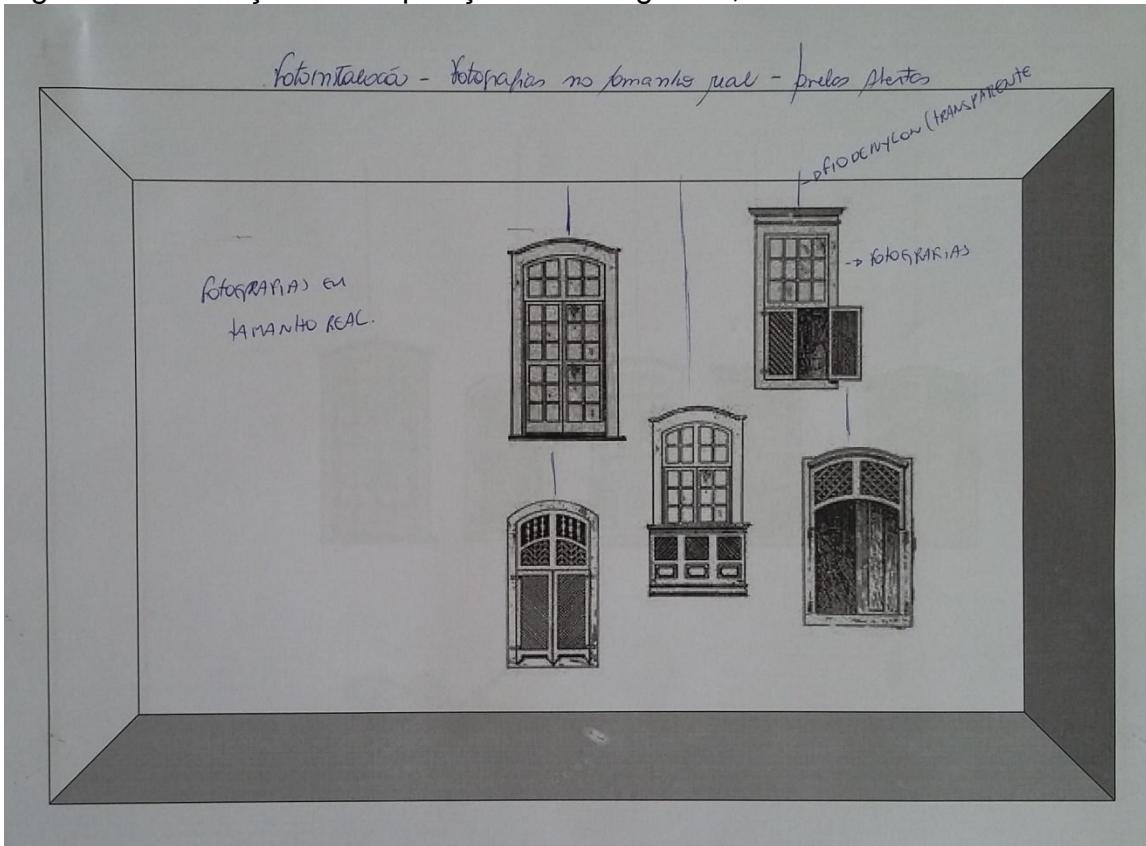 Fotoinstalação - Fotografias no tamanho real -
FIO DE NYLON (TRANSPARENTE
FOTOGRAFIAS
FOTOGRAFIAS EM
TAMANHO REAL.